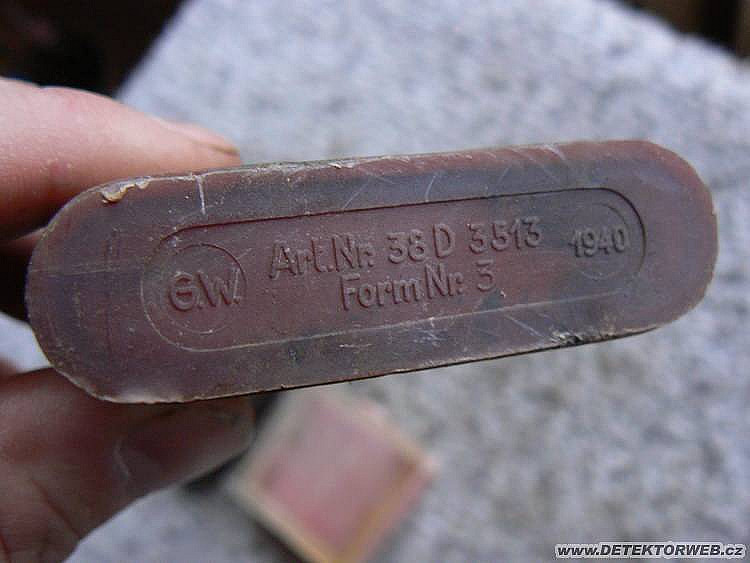 G.W.
Art.Nr. 38 D 3513
Form Nr. 3
1940
www.DETEKTORWEB.cz